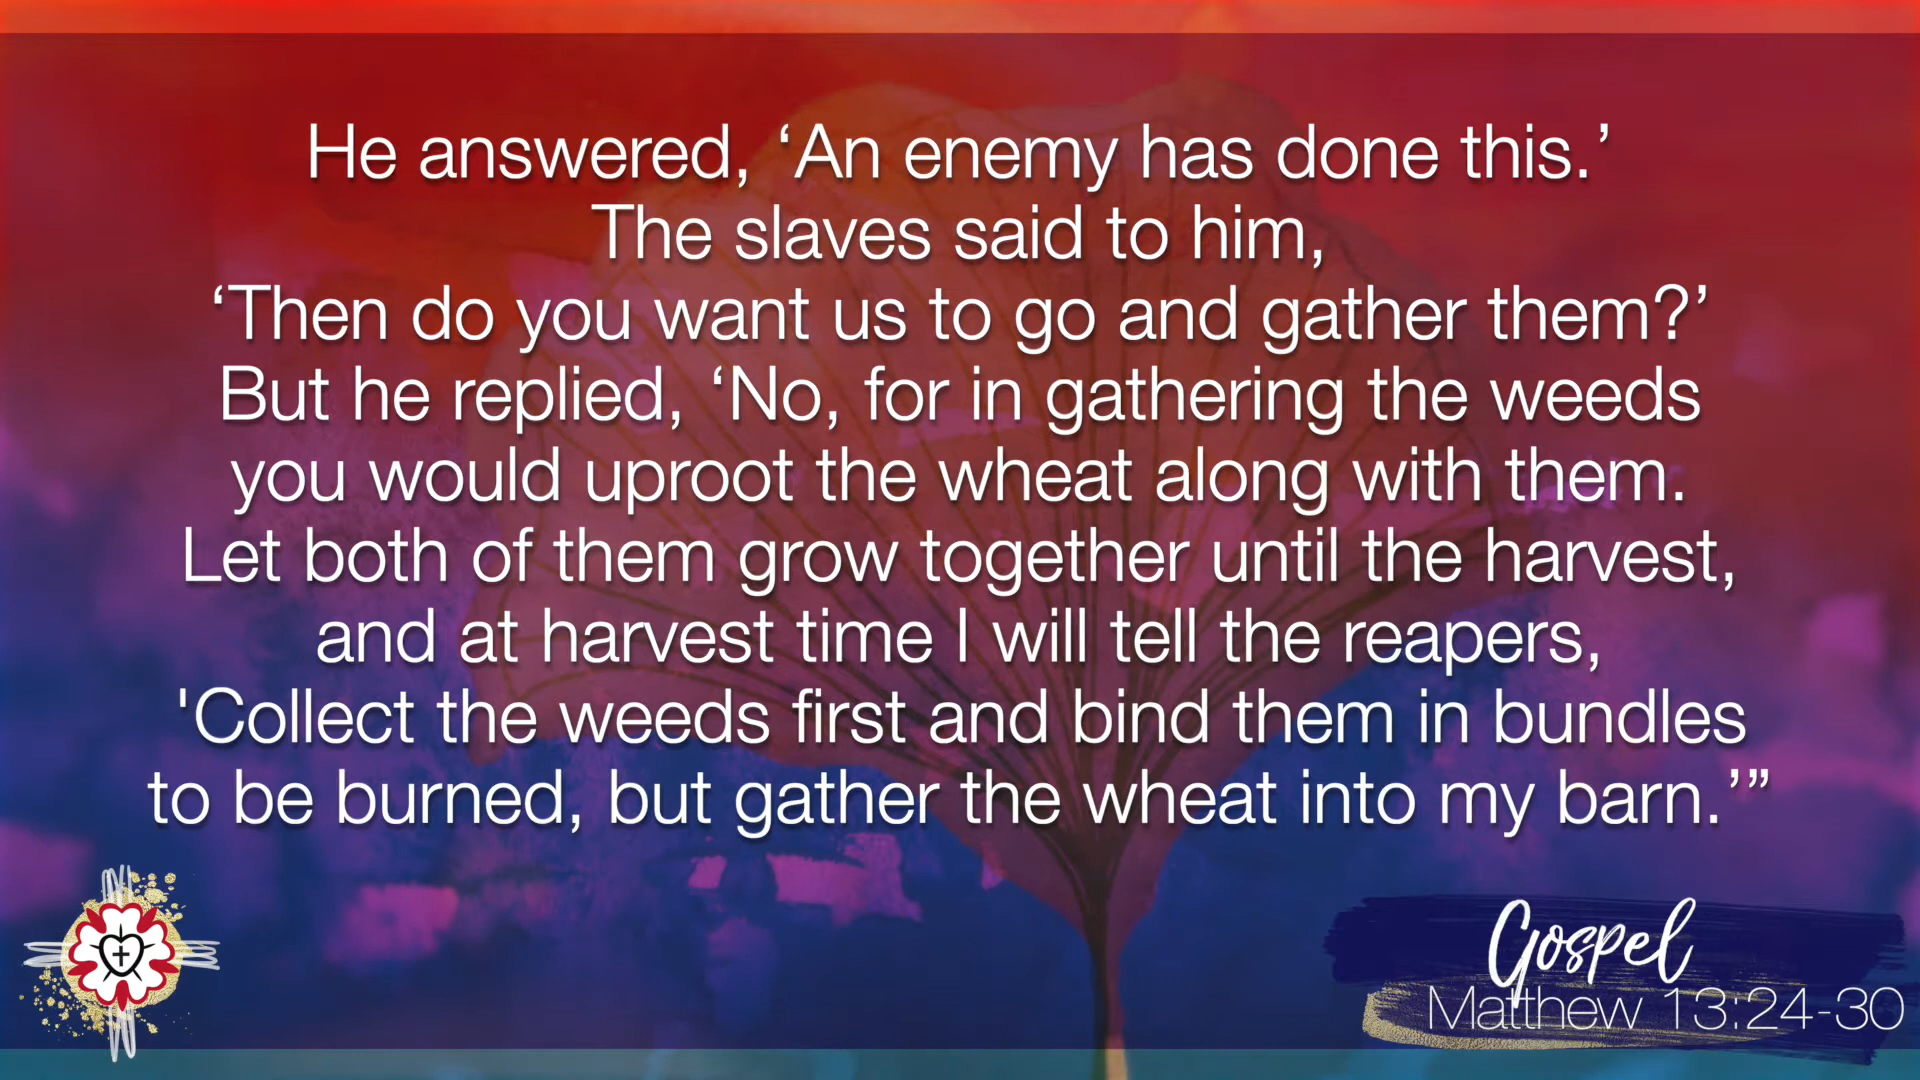 He answered, ‘An enemy has done this.’
The slaves said to him,
‘Then do you want us to go and gather them?’
But he replied, ‘No, for in gathering the weeds
you would uproot the wheat along with them.
Let both of them grow together until the harvest,
and at harvest time I will tell the reapers,
'Collect the weeds first and bind them in bundles
to be burned, but gather the wheat into my barn.’”
Gospel
Matthew 13:24-30